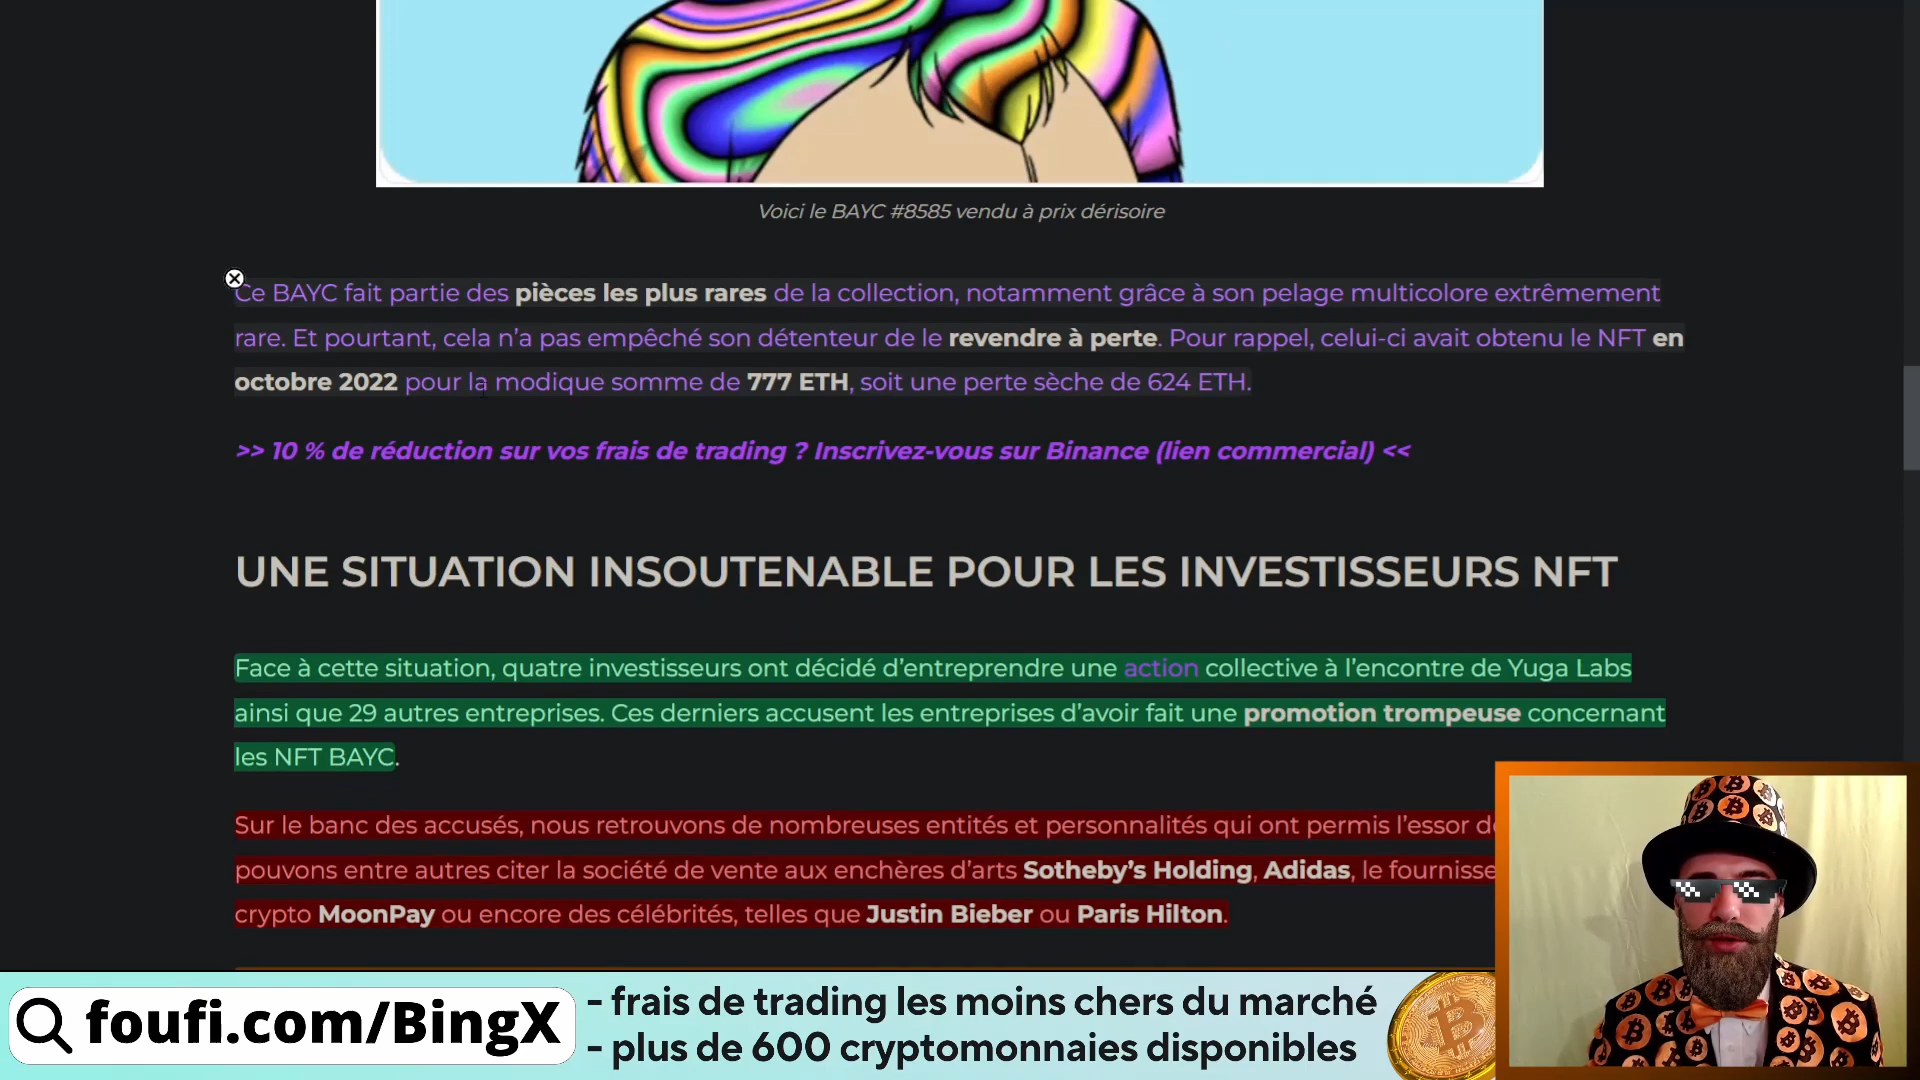 Voici le BAYC #8585 vendu à prix dérisoire
Ce BAYC fait partie des pièces les plus rares de la collection, notamment grâce à son pelage multicolore extrêmement
rare. Et pourtant, cela n’a pas empêché son détenteur de le revendre à perte. Pour rappel, celui-ci avait obtenu le NFT en
octobre 2022 pour la modique somme de 777 ETH, soit une perte sèche de 624 ETH.
>> 10 % de réduction sur vos frais de trading ? Inscrivez-vous sur Binance (lien commercial) <<
UNE SITUATION INSOUTENABLE POUR LES INVESTISSEURS NFT
Face à cette situation, quatre investisseurs ont décidé d’entreprendre une action collective à l’encontre de Yuga Labs
ainsi que 29 autres entreprises. Ces derniers accusent les entreprises d’avoir fait une promotion trompeuse concernant
les NFT BAYC.
Sur le banc des accusés, nous retrouvons de nombreuses entités et personnalités qui ont permis l’essor
pouvons entre autres citer la société de vente aux enchères d’arts Sotheby’s Holding, Adidas, le
crypto MoonPay ou encore des célébrités, telles que Justin Bieber ou Paris Hilton.
foufi.com/BingX
- frais de trading les moins chers du marché
- plus de 600 cryptomonnaies disponibles